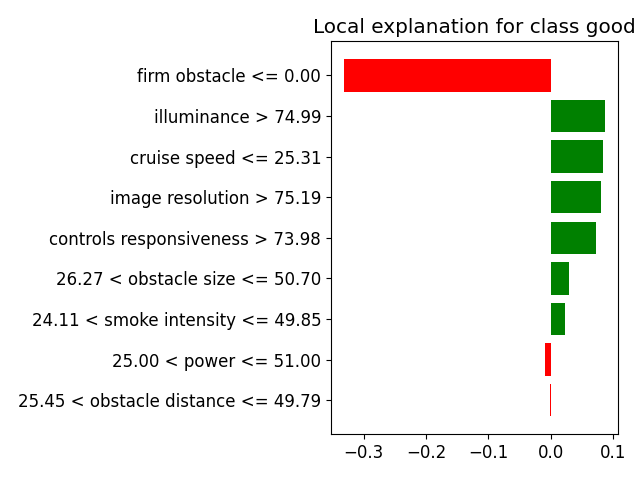 Local explanation for class good
firm obstacle <= 0.00
illuminance > 74.99
cruise speed <= 25.31
image resolution > 75.19
controls responsiveness > 73.98
26.27 < obstacle size <= 50.70
24.11 < smoke intensity <= 49.85
25.00 < power <= 51.00
25.45 < obstacle distance <= 49.79
−0.3 −0.2 −0.1 0.0 0.1